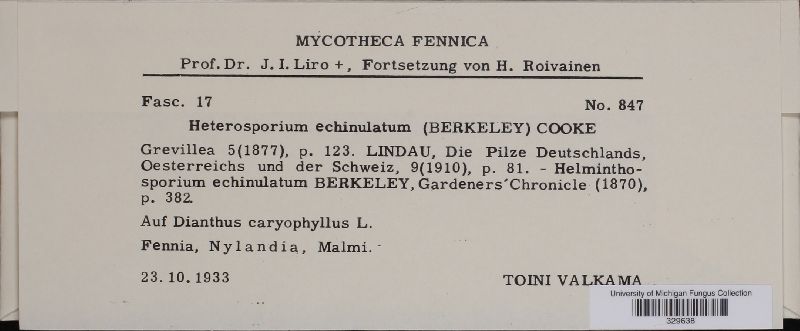 MYCOTHECA FENNICA
Prof. Dr. J. I. Liro +, Fortsetzung von H. Roivainen
Fasc. 17 No. 847
Heterosporium echinulatum (BERKELEY) COOKE
Grevillea 5(1877), p. 123. LINDAU, Die Pilze Deutschlands,
Oesterreichs und der Schweiz, 9(1910), p. 81. - Helmintho-
sporium echinulatum BERKELEY, Gardeners´Chronicle (1870),
p. 382.
Auf Dianthus caryophyllus L.
Fennia, Nylandia, Malmi.
23. 10. 1933 TOINI VALKAMA
University of Michigan Fungus Collection
329638